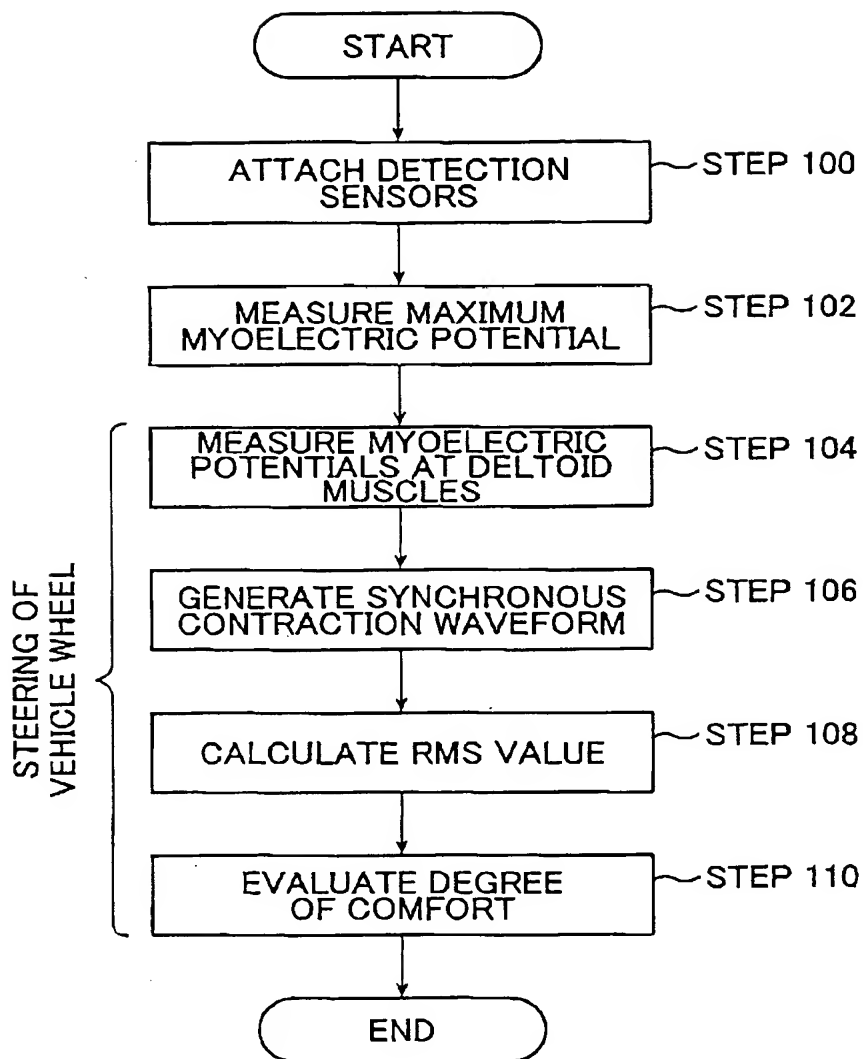 START
ATTACH DETECTION
SENSORS
STEP 100
MEASURE MAXIMUM
MYOELECTRIC POTENTIAL
STEP 102
MEASURE MYOELECTRIC
POTENTIALS AT DELTOID
MUSCLES
STEP 104
GENERATE SYNCHRONOUS
CONTRACTION WAVEFORM
STEP 106
STEERING OF
VEHICLE WHEEL
CALCULATE RMS VALUE
STEP 108
EVALUATE DEGREE
OF COMFORT
STEP 110
END